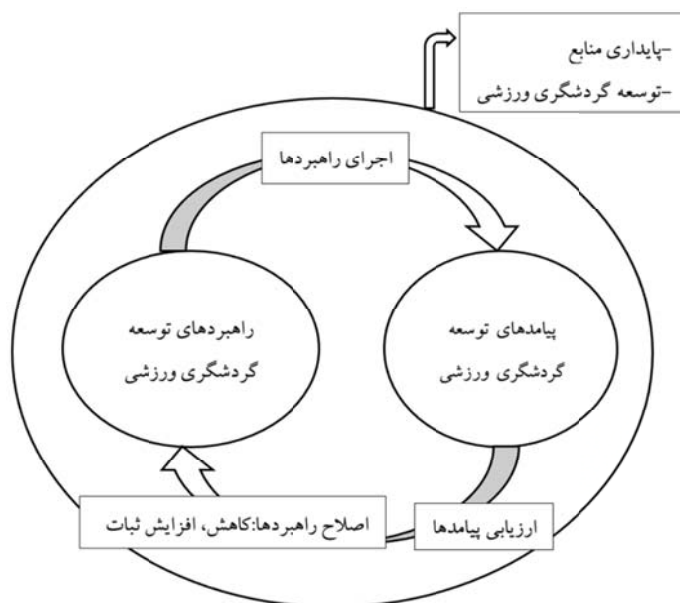 -پایداری منابع
-توسعه گردشگری ورزشی
اجرای راهبردها
پیامدهای توسعه
گردشگری ورزشی
راهبردهای توسعه
گردشگری ورزشی
ارزیابی پیامدها
اصلاح راهبردها:کاهش، افزایش ثبات